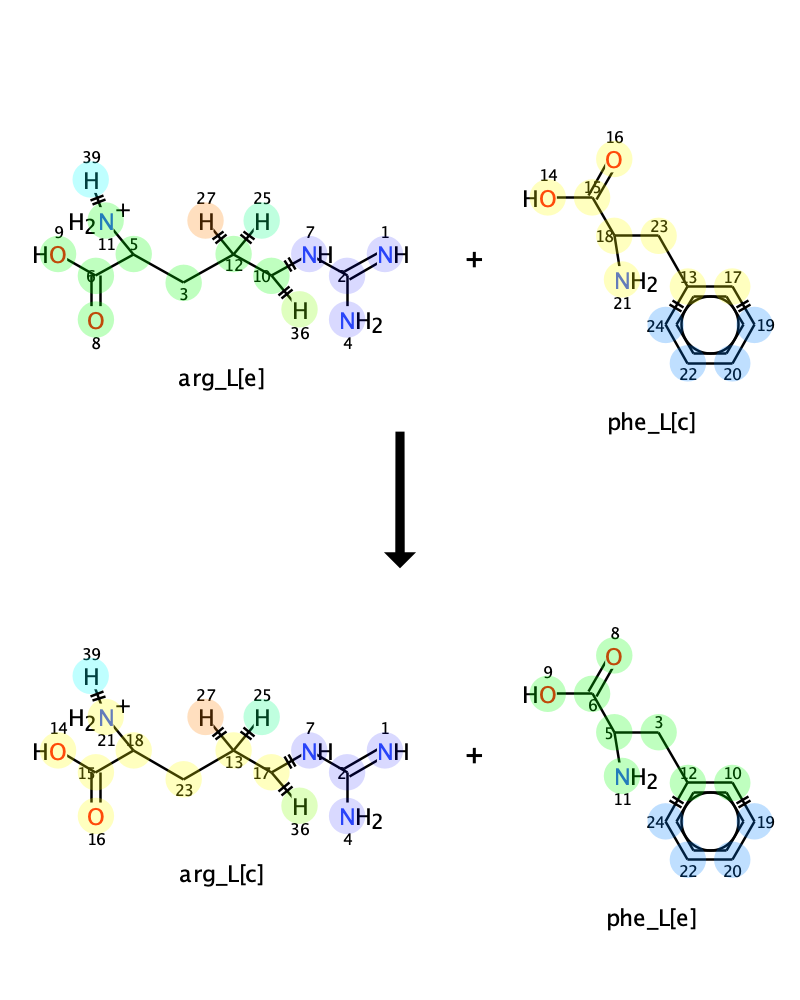 39
H
27
25
H2N+
H
H
7
1
9
11
5
HO
NH
NH
6
12
10
2
3
O
H
NH2
8
36
4
arg_L[e]
+
16
O
14
15
HO
18
23
NH2
21
13
17
24
19
22
20
phe_L[c]
39
H
27
25
H2N+
H
H
7
1
14
21
18
HO
NH
NH
15
13
17
2
23
O
H
NH2
16
36
4
arg_L[c]
+
8
O
9
6
HO
5
3
NH2
11
12
10
24
19
22
20
phe_L[e]